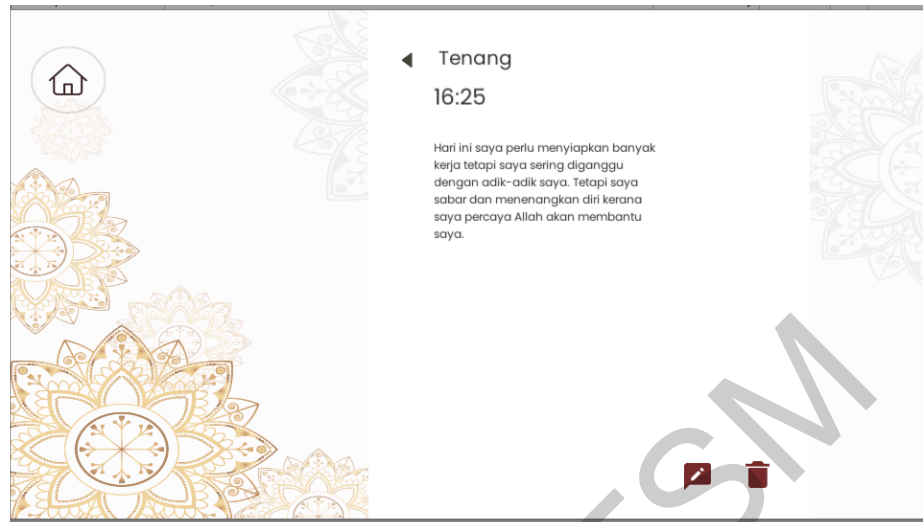 Tenang
16:25
Hari ini saya perlu menyiapkan banyak
kerja tetapi saya sering diganggu
dengan adik-adik saya. Tetapi saya
sabar dan menenangkan diri kerana
saya percaya Allah akan membantu
saya.